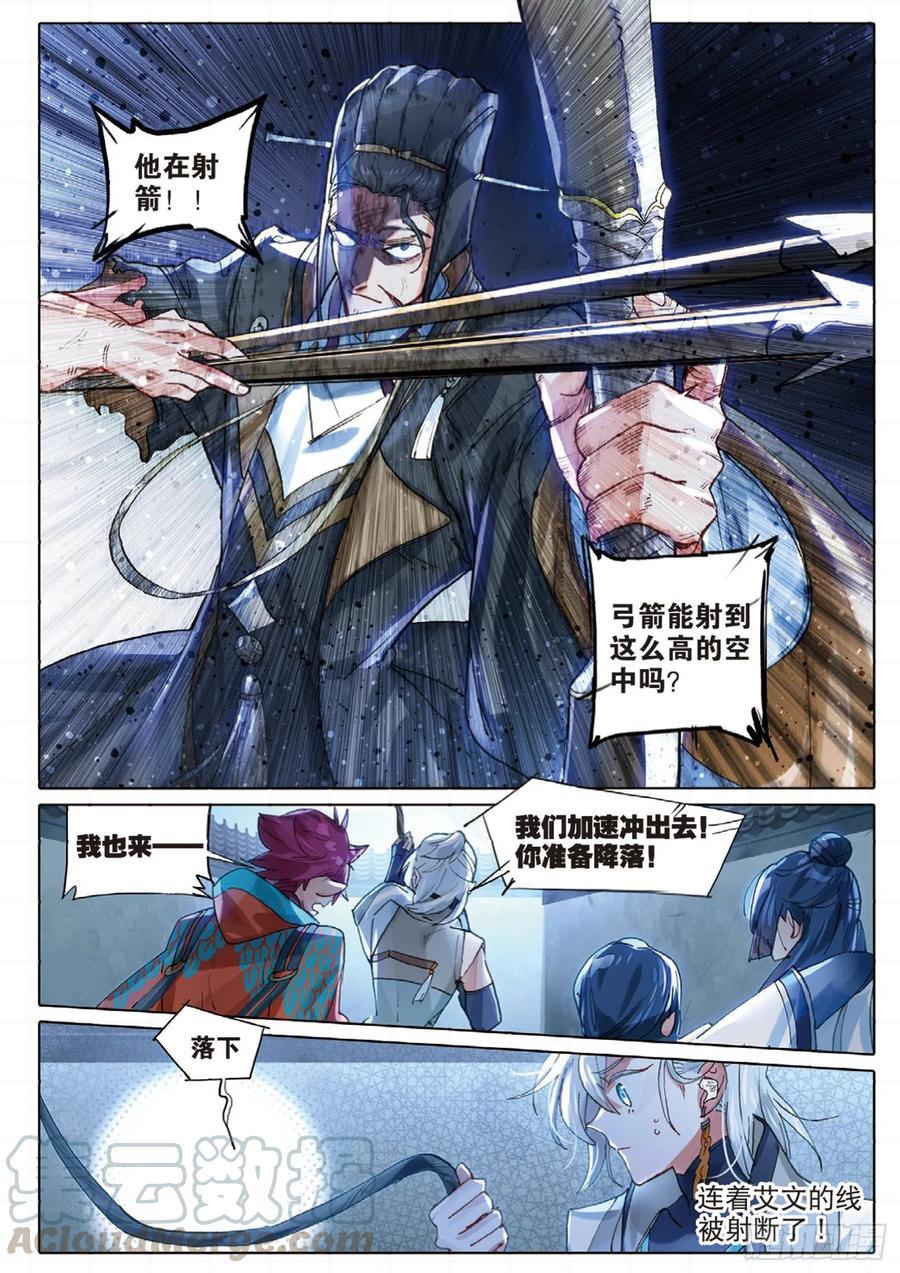 他在射
箭！！
弓箭能射到
这么高的空
中吗？
我也来——
我们加速冲出去！
你准备降落！
落下
连着艾文的线
被射断了！
集云数据
AcloudMerge.com